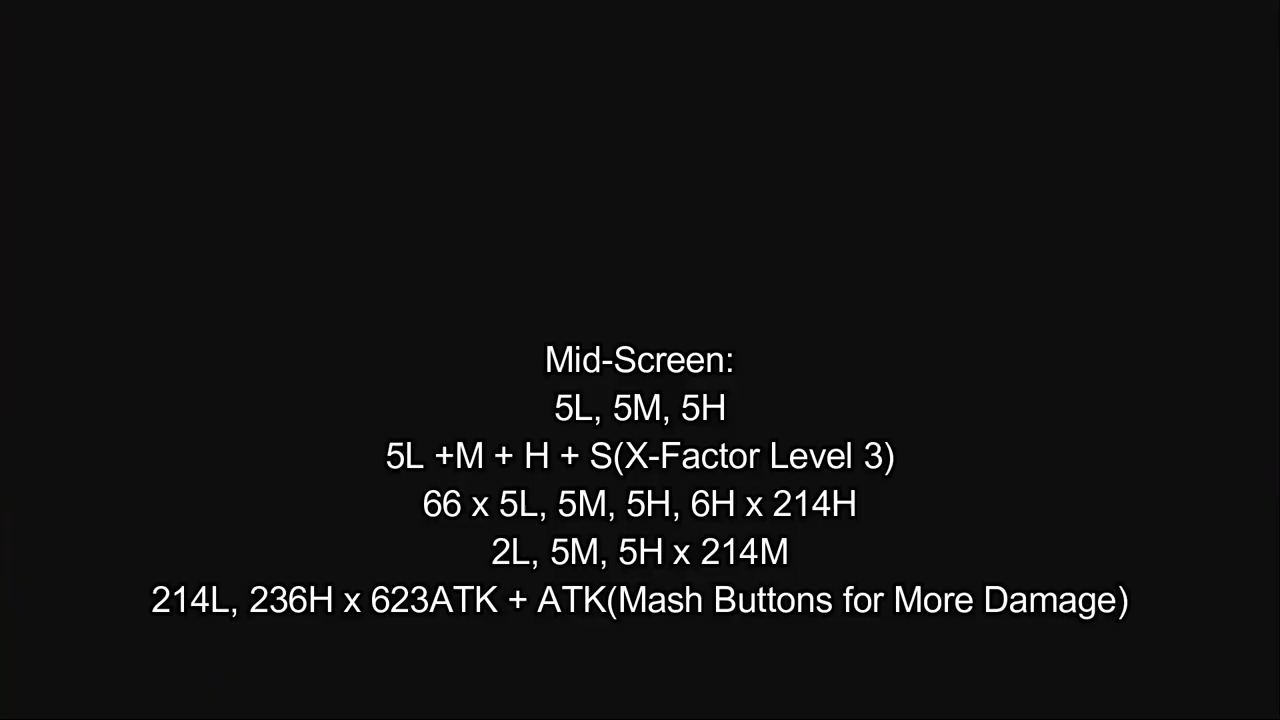 Mid-Screen:
5L, 5M, 5H
5L +M + H + S(X-Factor Level 3)
66 x 5L, 5M, 5H, 6H x 214H
2L, 5M, 5H x 214M
214L, 236H x 623ATK + ATK(Mash Buttons for More Damage)